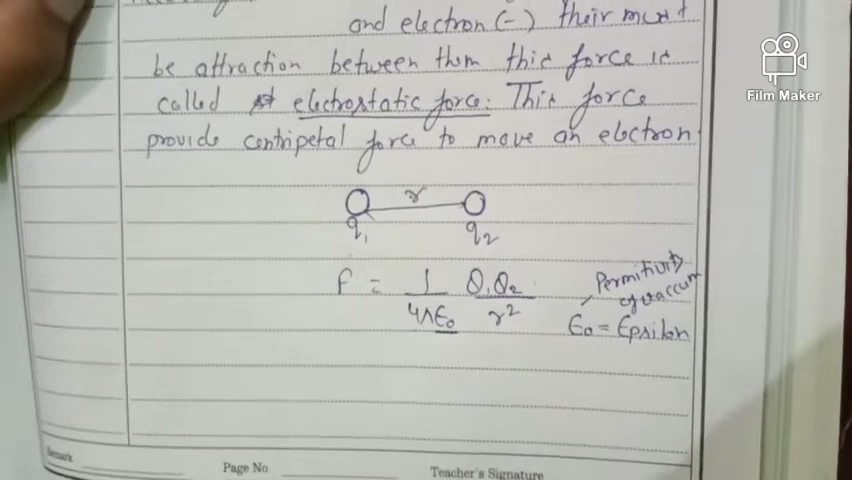 and electron (-) their must
be attraction between them this force is
called electrostatic force. This force
provide centripetal force to move an electron.
r
q1 q2
F = 1/4πϵ0 Q1Q2/r²
Permitivity
of vaccum
ϵ0 = Epsilon
Remark
Page No
Teacher's Signature
Film Maker